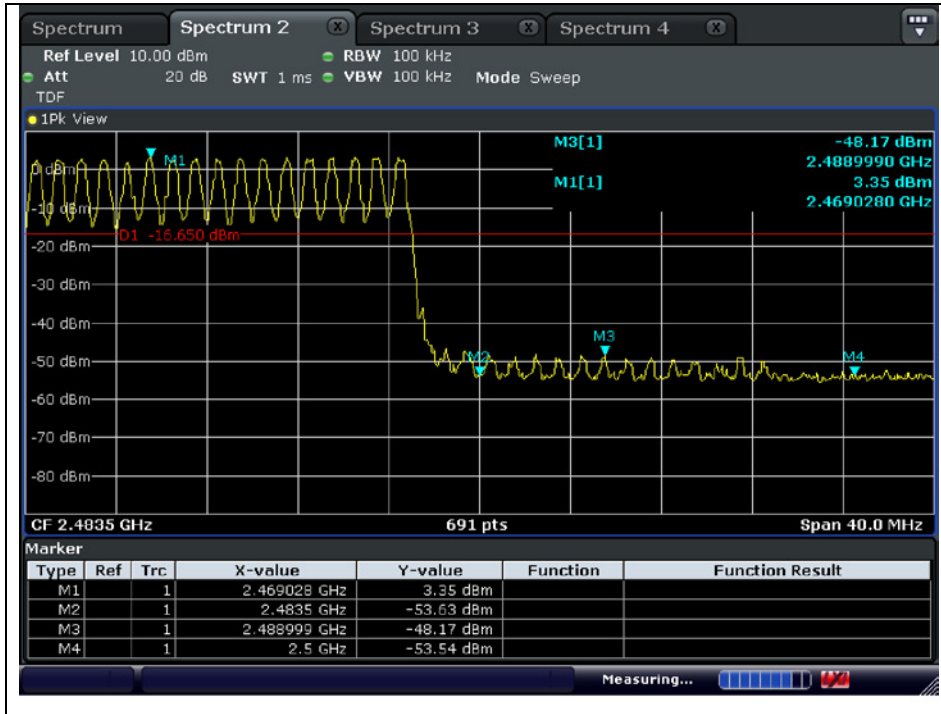 Spectrum Spectrum 2 Spectrum 3 Spectrum 4
Ref Level 10.00 dBm RBW 100 kHz
Att 20 dB SWT 1 ms VBW 100 kHz Mode Sweep
TDF
1Pk View
M3[1] -48.17 dBm
2.4889990 GHz
M1[1] 3.35 dBm
2.4690280 GHz
M1
0 dBm
-10 dBm
D1 -16.650 dBm
-20 dBm
-30 dBm
-40 dBm
M3
-50 dBm
M2
M4
-60 dBm
-70 dBm
-80 dBm
CF 2.4835 GHz 691 pts Span 40.0 MHz
Marker
Type Ref Trc X-value Y-value Function Function Result
M1 1 2.469028 GHz 3.35 dBm
M2 1 2.4835 GHz -53.63 dBm
M3 1 2.488999 GHz -48.17 dBm
M4 1 2.5 GHz -53.54 dBm
Measuring...